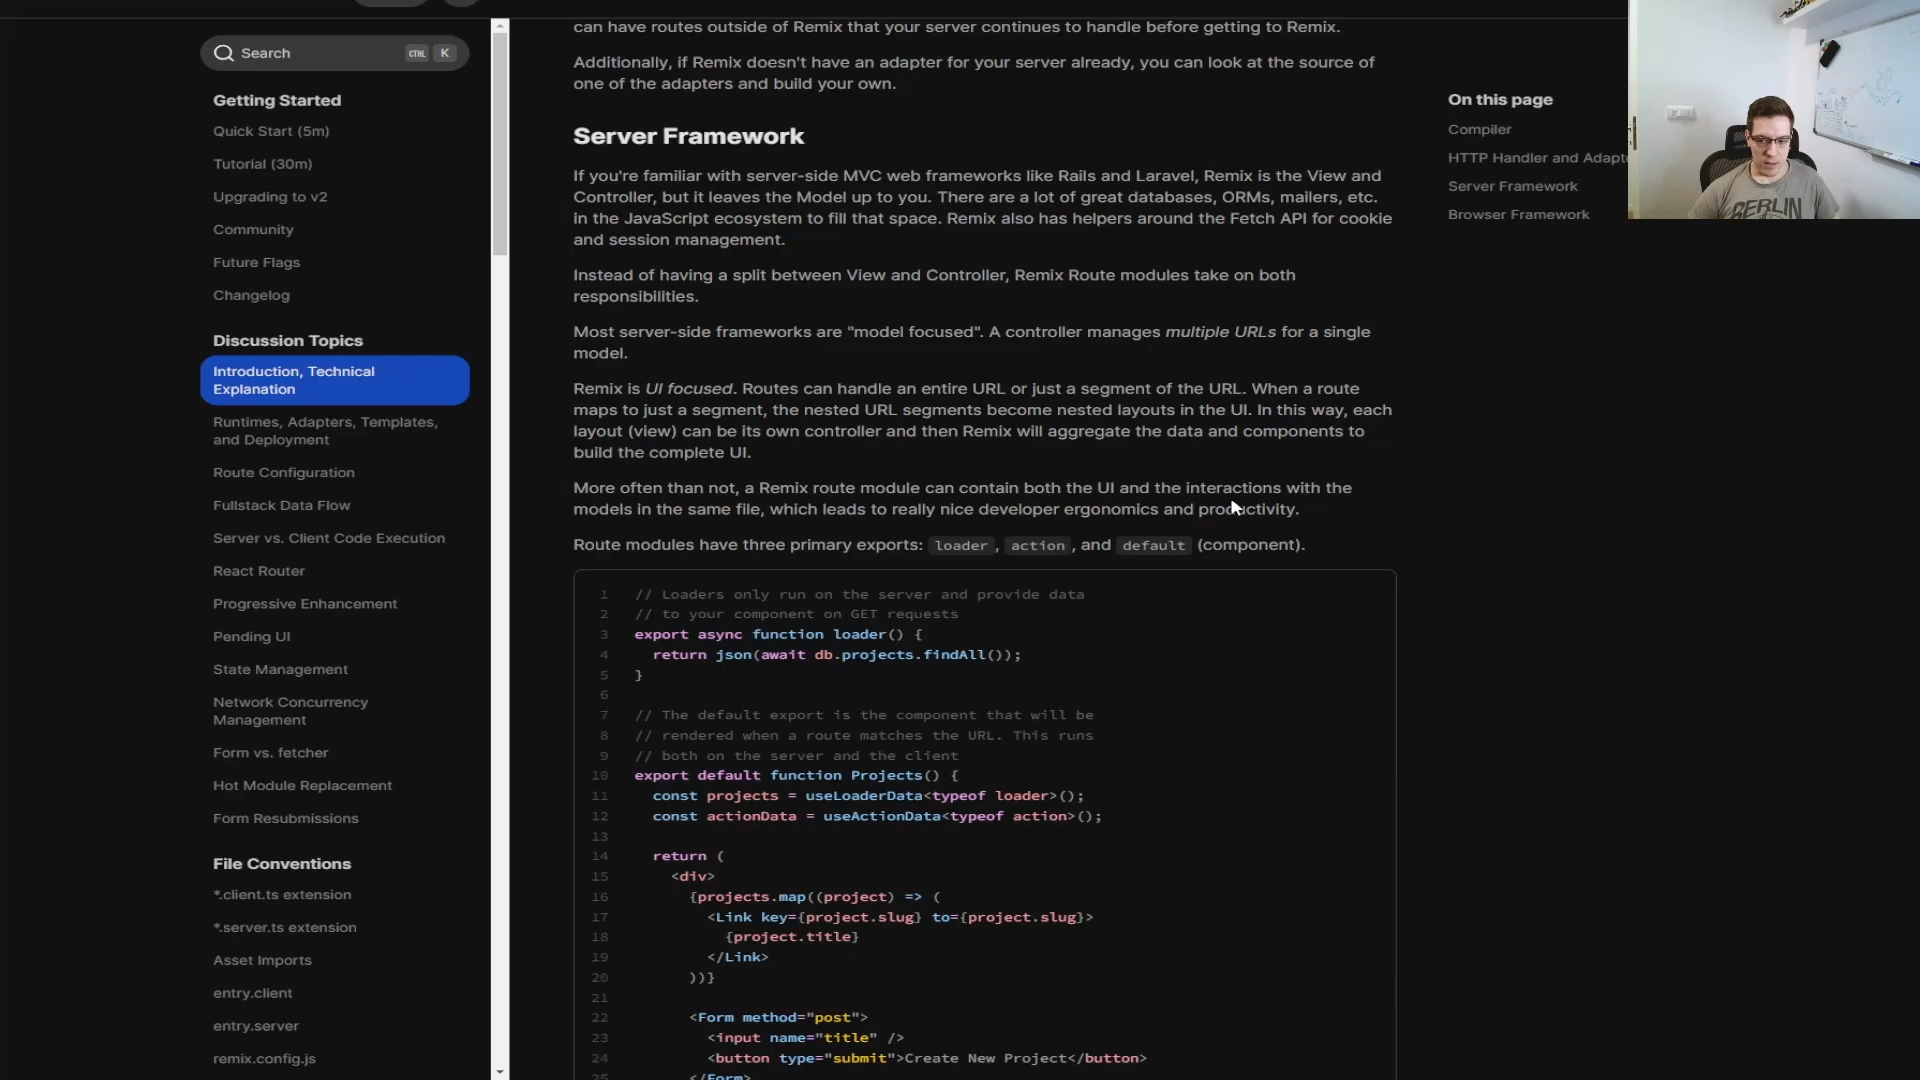 Search
CTRL K
Getting Started
Quick Start (5m)
Tutorial (30m)
Upgrading to v2
Community
Future Flags
Changelog
Discussion Topics
Introduction, Technical
Explanation
Runtimes, Adapters, Templates,
and Deployment
Route Configuration
Fullstack Data Flow
Server vs. Client Code Execution
React Router
Progressive Enhancement
Pending UI
State Management
Network Concurrency
Management
Form vs. fetcher
Hot Module Replacement
Form Resubmissions
File Conventions
*.client.ts extension
*.server.ts extension
Asset Imports
entry.client
entry.server
remix.config.js
can have routes outside of Remix that your server continues to handle before getting to Remix.
Additionally, if Remix doesn't have an adapter for your server already, you can look at the source of
one of the adapters and build your own.
Server Framework
If you're familiar with server-side MVC web frameworks like Rails and Laravel, Remix is the View and
Controller, but it leaves the Model up to you. There are a lot of great databases, ORMs, mailers, etc.
in the JavaScript ecosystem to fill that space. Remix also has helpers around the Fetch API for cookie
and session management.
Instead of having a split between View and Controller, Remix Route modules take on both
responsibilities.
Most server-side frameworks are "model focused". A controller manages multiple URLs for a single
model.
Remix is UI focused. Routes can handle an entire URL or just a segment of the URL. When a route
maps to just a segment, the nested URL segments become nested layouts in the UI. In this way, each
layout (view) can be its own controller and then Remix will aggregate the data and components to
build the complete UI.
More often than not, a Remix route module can contain both the UI and the interactions with the
models in the same file, which leads to really nice developer ergonomics and productivity.
Route modules have three primary exports: loader, action, and default (component).
1 // Loaders only run on the server and provide data
2 // to your component on GET requests
3 export async function loader() {
4 return json(await db.projects.findAll());
5 }
6
7 // The default export is the component that will be
8 // rendered when a route matches the URL. This runs
9 // both on the server and the client
10 export default function Projects() {
11 const projects = useLoaderData<typeof loader>();
12 const actionData = useActionData<typeof action>();
13
14 return (
15 <div>
16 {projects.map((project) => (
17 <Link key={project.slug} to={project.slug}>
18 {project.title}
19 </Link>
20 ))}
21
22 <Form method="post">
23 <input name="title" />
24 <button type="submit">Create New Project</button>
25 </Form>
On this page
Compiler
HTTP Handler and Adapt
Server Framework
Browser Framework
BERLIN